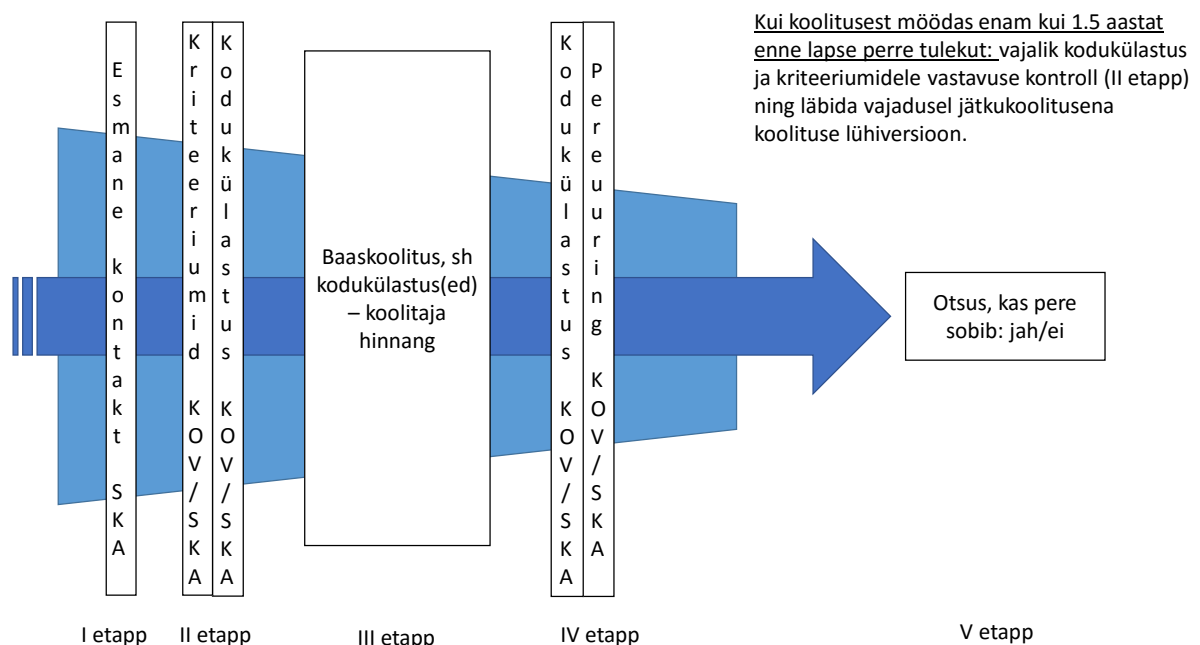 Esmane kontakt SKA
Kriteeriumid KOV/SKA
Kodukülastus KOV/SKA
Baaskoolitus, sh
kodukülastus(ed)
– koolitaja
hinnang
Kodukülastus KOV/SKA
Pereuuring KOV/SKA
Kui koolitusest möödas enam kui 1.5 aastat
enne lapse perre tulekut: vajalik kodukülastus
ja kriteeriumidele vastavuse kontroll (II etapp)
ning läbida vajadusel jätkukoolitusena
koolituse lühiversioon.
Otsus, kas pere
sobib: jah/ei
I etapp
II etapp
III etapp
IV etapp
V etapp